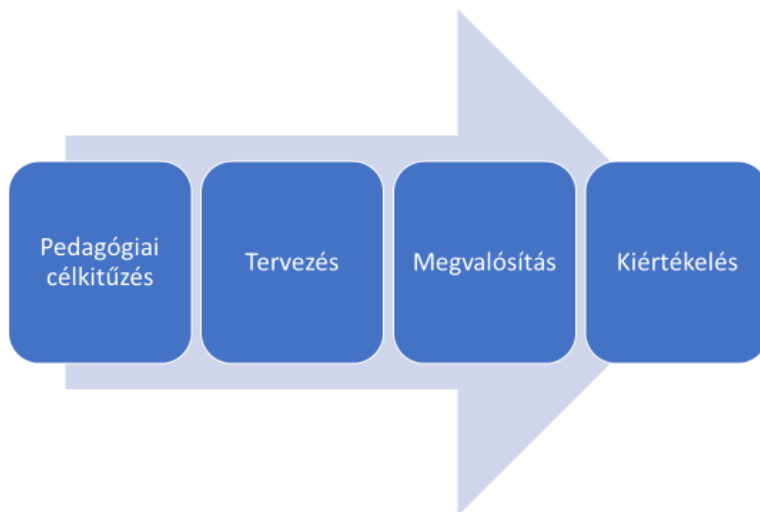 Pedagógiai
célkitűzés
Tervezés
Megvalósítás
Kiértékelés